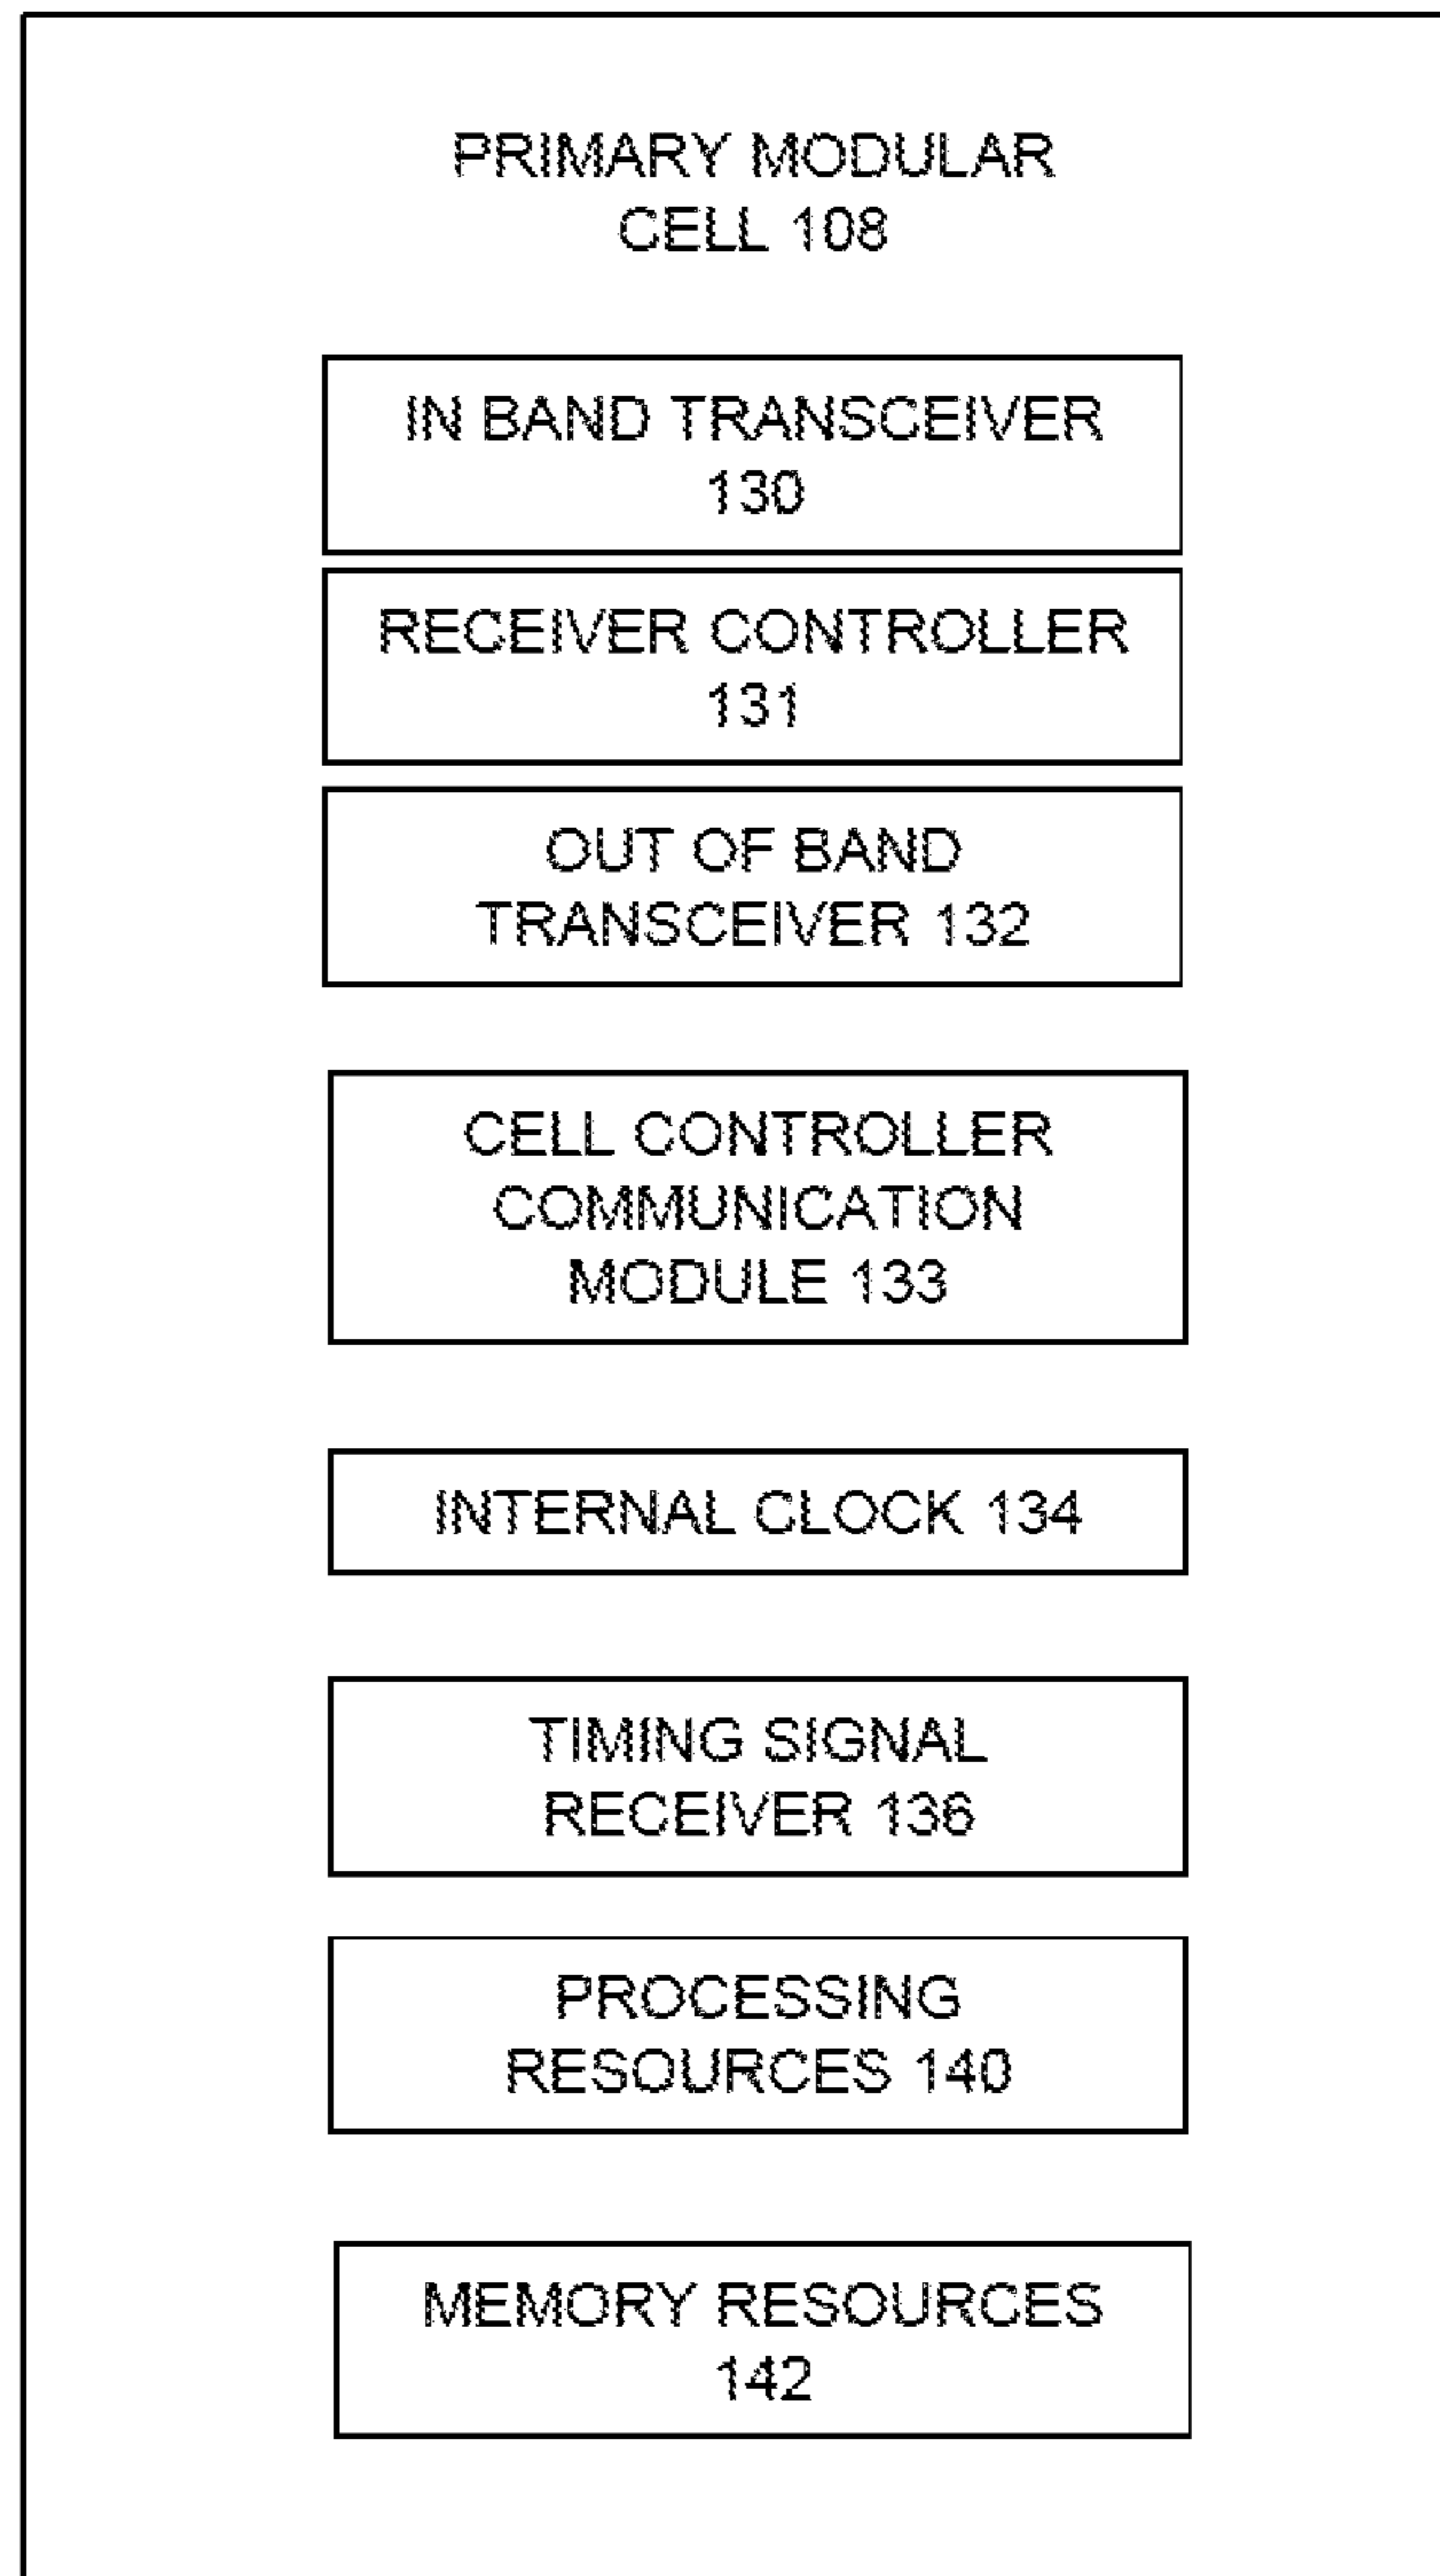 PRIMARY MODULAR
CELL 108
IN BAND TRANSCEIVER
130
RECEIVER CONTROLLER
131
OUT OF BAND
TRANSCEIVER 132
CELL CONTROLLER
COMMUNICATION
MODULE 133
INTERNAL CLOCK 134
TIMING SIGNAL
RECEIVER 136
PROCESSING
RESOURCES 140
MEMORY RESOURCES
142